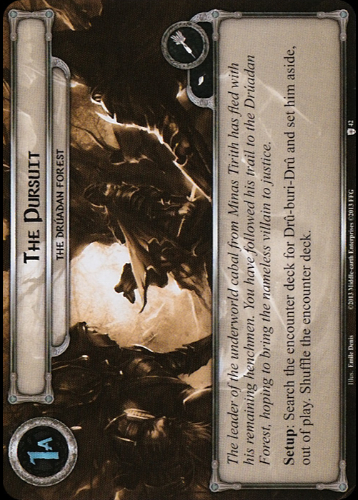 1A
THE PURSUIT
THE DRÚADAN FOREST
The leader of the underworld cabal from Minas Tirith has fled with
his remaining henchmen. You have followed his trail to the Drúadan
Forest, hoping to bring the nameless villain to justice.
Setup: Search the encounter deck for Drû-buri-Drû and set him aside,
out of play. Shuffle the encounter deck.
Illus. Emile Denis ©2013 Middle-earth Enterprises ©2013 FFG 42